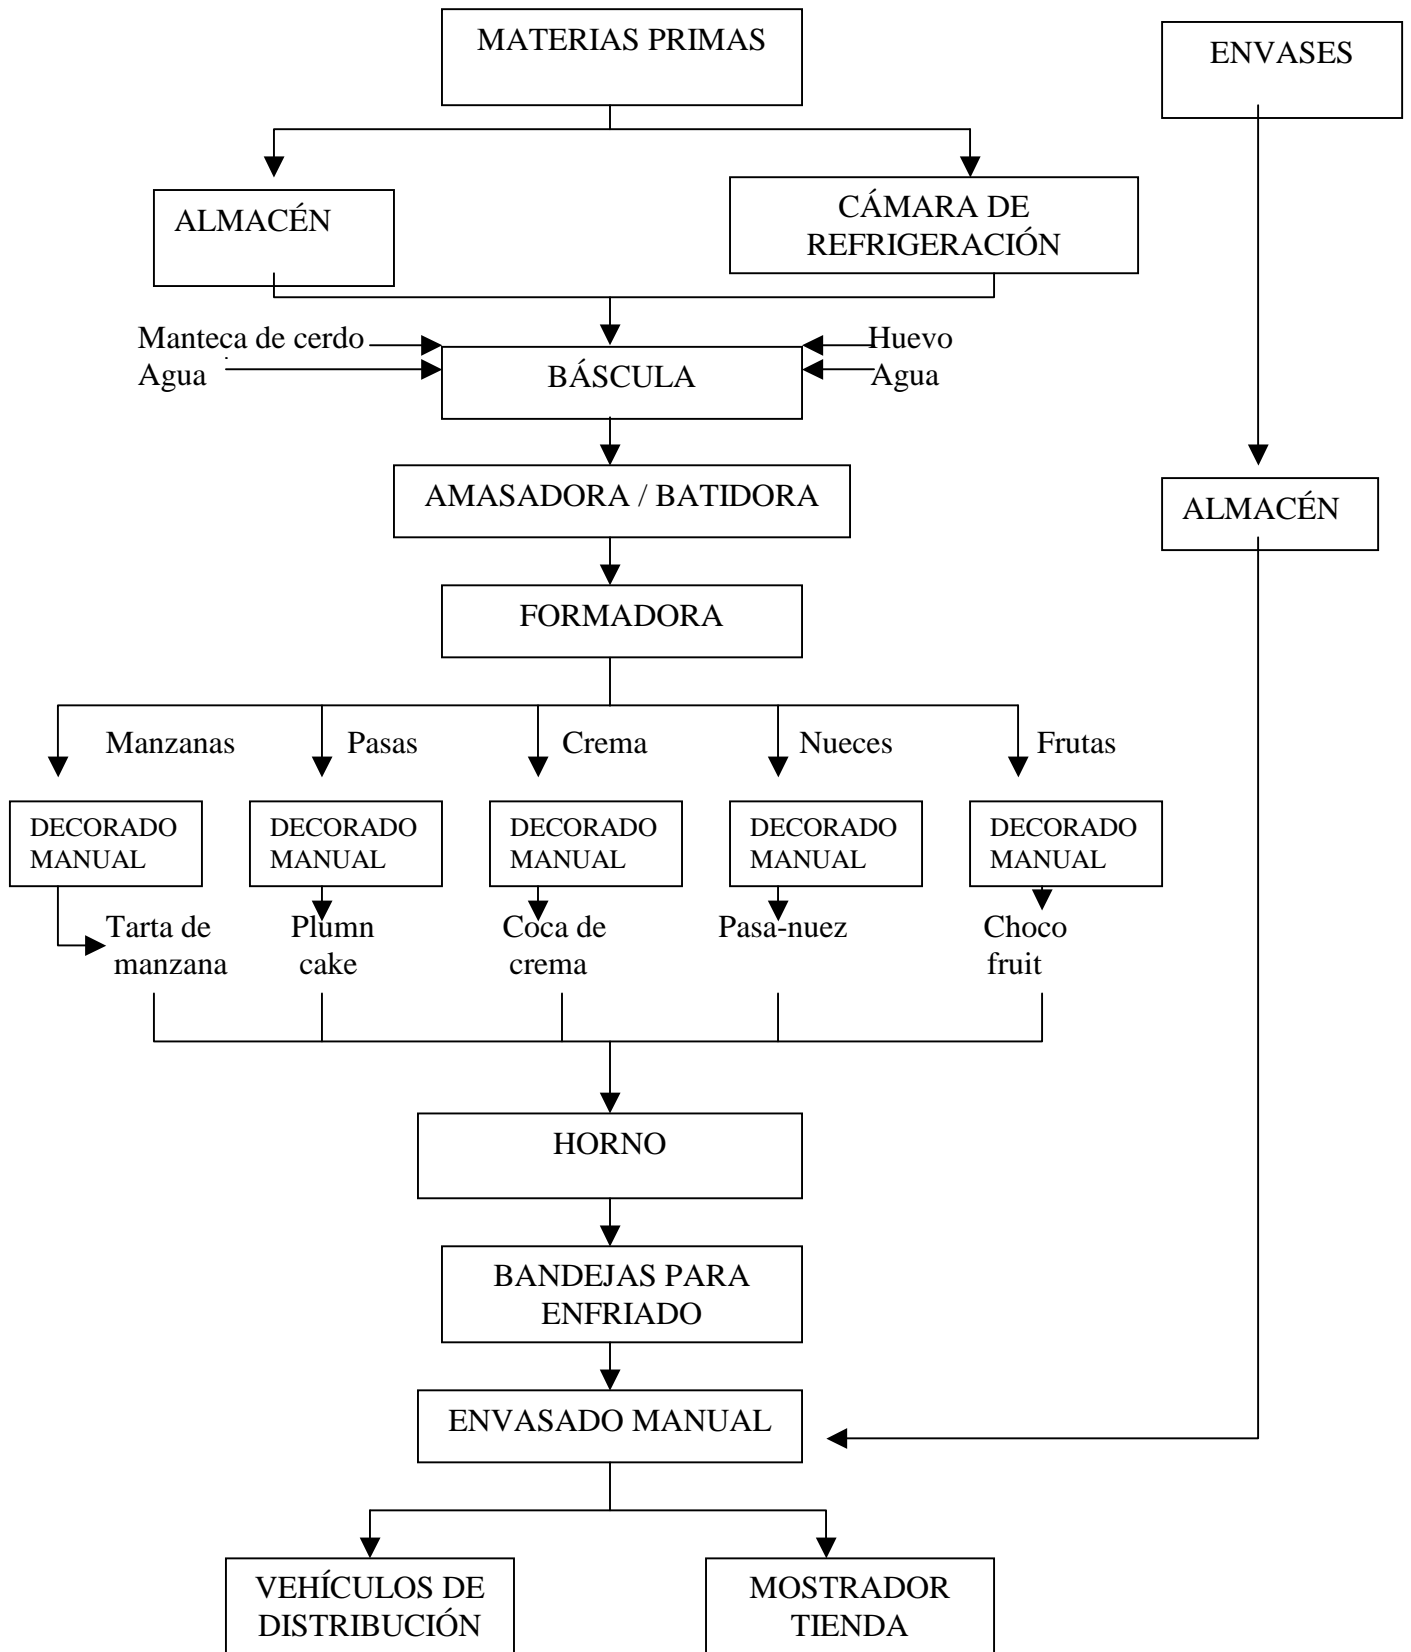 MATERIAS PRIMAS
ENVASES
ALMACÉN
CÁMARA DE
REFRIGERACIÓN
Manteca de cerdo
Huevo
Agua
BÁSCULA
Agua
AMASADORA / BATIDORA
ALMACÉN
FORMADORA
Manzanas
Pasas
Crema
Nueces
Frutas
DECORADO
MANUAL
DECORADO
MANUAL
DECORADO
MANUAL
DECORADO
MANUAL
DECORADO
MANUAL
Tarta de
manzana
Plumn
cake
Coca de
crema
Pasa-nuez
Choco
fruit
HORNO
BANDEJAS PARA
ENFRIADO
ENVASADO MANUAL
VEHÍCULOS DE
DISTRIBUCIÓN
MOSTRADOR
TIENDA